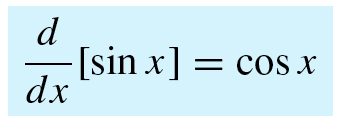 d/dx [sin x] = cos x